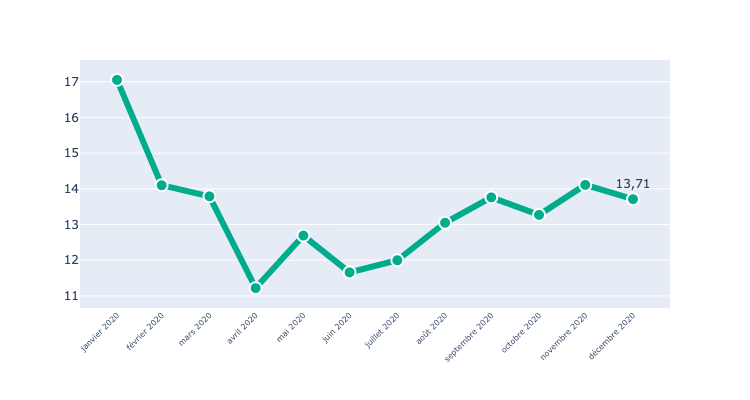 17
16
15
14
13
12
11
13,71
janvier 2020
février 2020
mars 2020
avril 2020
mai 2020
juin 2020
juillet 2020
août 2020
septembre 2020
octobre 2020
novembre 2020
décembre 2020